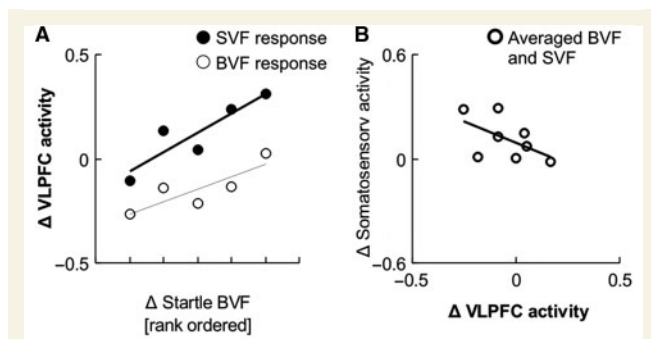 A
SVF response
BVF response
0.5
0
−0.5
Δ VLPFC activity
Δ Startle BVF
[rank ordered]
B
Averaged BVF
and SVF
0.6
0
−0.6
Δ Somatosensory activity
−0.5
0
0.5
Δ VLPFC activity